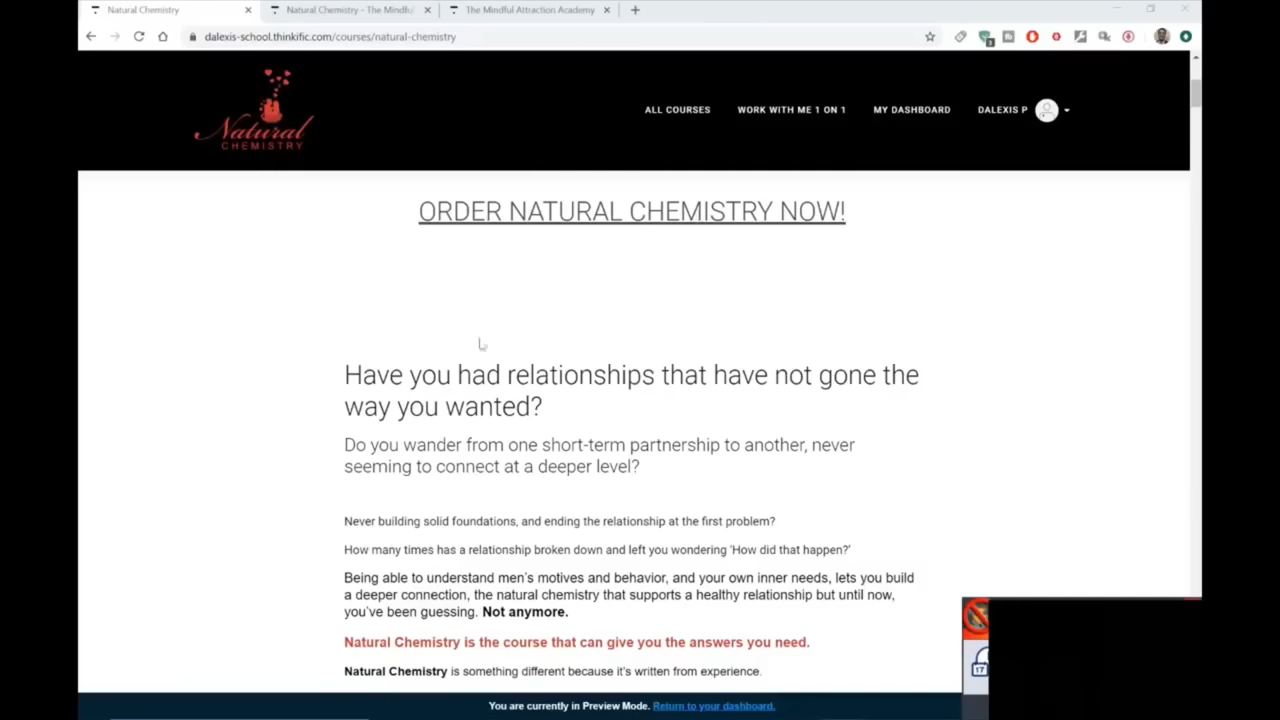 Natural Chemistry
Natural Chemistry - The Mindful
The Mindful Attraction Academy
dalexis-school.thinkific.com/courses/natural-chemistry
Natural
CHEMISTRY
ALL COURSES
WORK WITH ME 1 ON 1
MY DASHBOARD
DALEXIS P
ORDER NATURAL CHEMISTRY NOW!
Have you had relationships that have not gone the
way you wanted?
Do you wander from one short-term partnership to another, never
seeming to connect at a deeper level?
Never building solid foundations, and ending the relationship at the first problem?
How many times has a relationship broken down and left you wondering 'How did that happen?'
Being able to understand men's motives and behavior, and your own inner needs, lets you build
a deeper connection, the natural chemistry that supports a healthy relationship but until now,
you've been guessing. Not anymore.
Natural Chemistry is the course that can give you the answers you need.
Natural Chemistry is something different because it's written from experience.
17
You are currently in Preview Mode. Return to your dashboard.